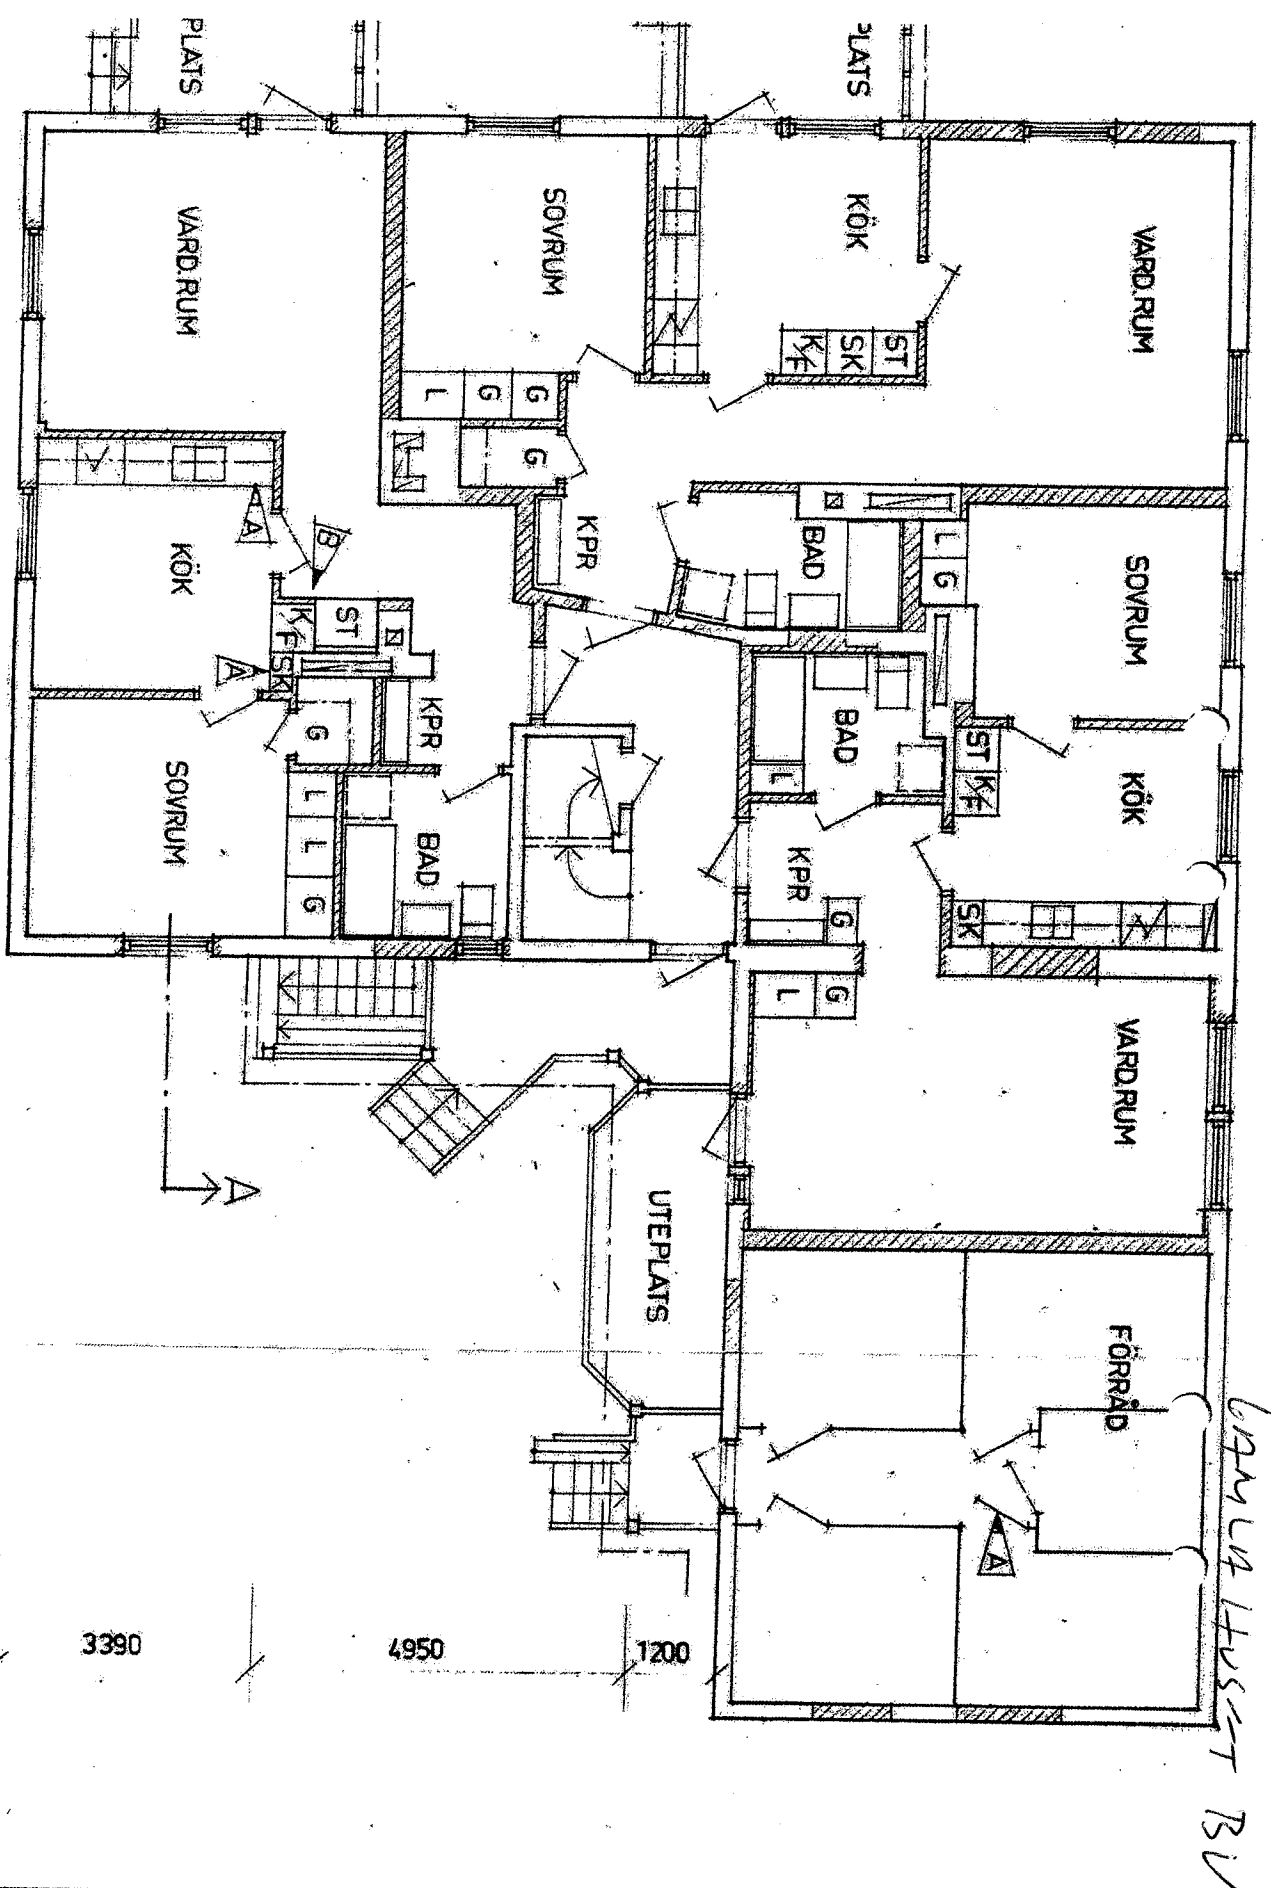 GAMLA HUSET BV
VARD.RUM
SOVRUM
KÖK
VARD.RUM
FÖRRÅD
ST
K/F
SK
A
L
G
PLATS
KÖK
ST
SK
K/F
BAD
BAD
L
KPR
G
G
L
UTEPLATS
1200
SOVRUM
G
G
L
G
KPR
KPR
BAD
4950
ST
K/F
SK
B
A
A
G
L
L
G
A
PLATS
VARD.RUM
KÖK
SOVRUM
3390